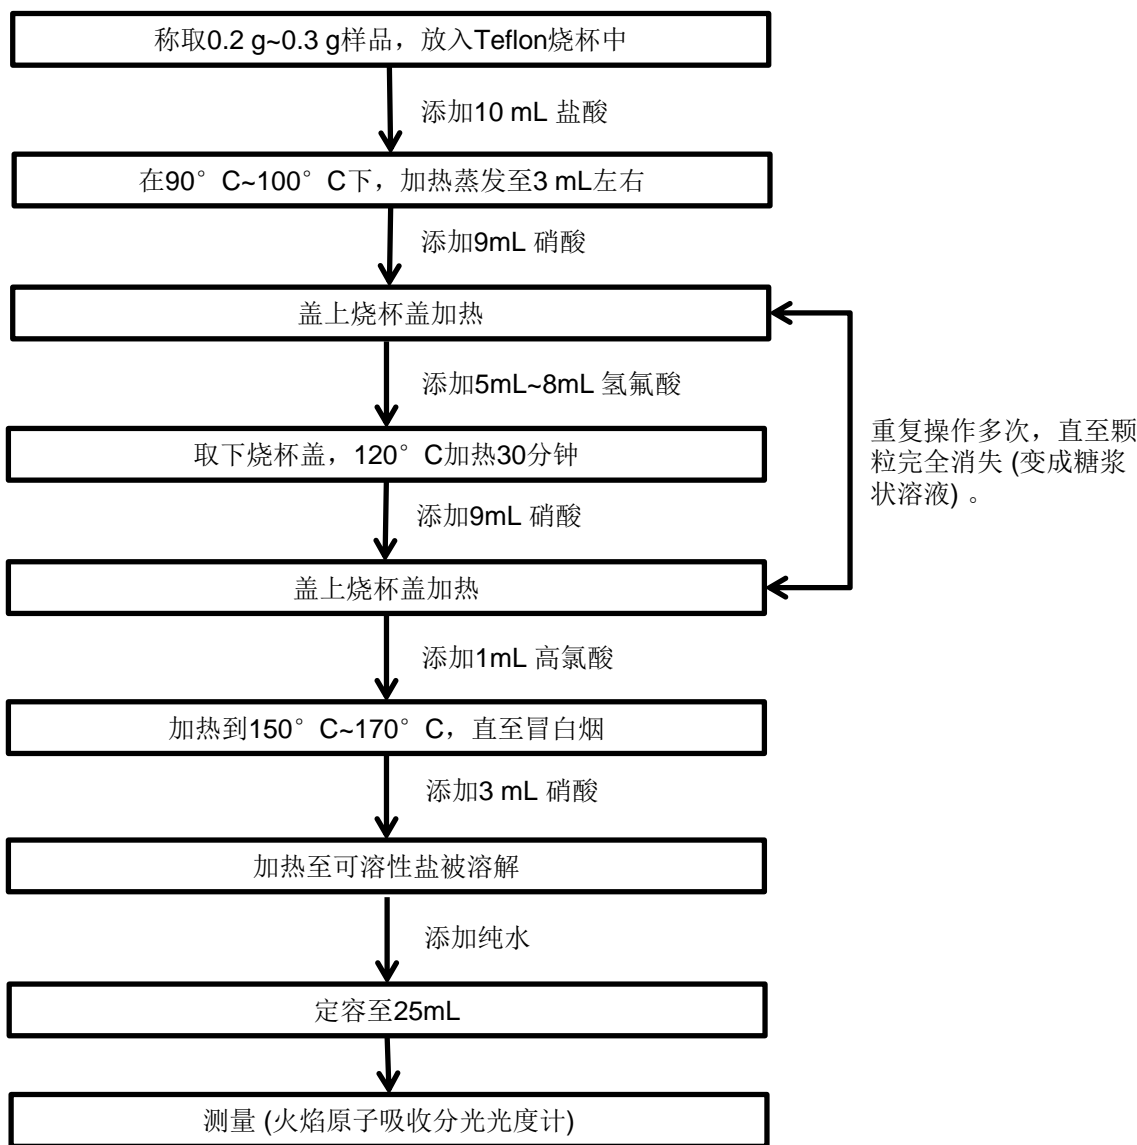 称取0.2 g~0.3 g样品，放入Teflon烧杯中
添加10 mL 盐酸
在90° C~100° C下，加热蒸发至3 mL左右
添加9mL 硝酸
盖上烧杯盖加热
添加5mL~8mL 氢氟酸
取下烧杯盖，120° C加热30分钟
添加9mL 硝酸
盖上烧杯盖加热
重复操作多次，直至颗
粒完全消失 (变成糖浆
状溶液) 。
添加1mL 高氯酸
加热到150° C~170° C，直至冒白烟
添加3 mL 硝酸
加热至可溶性盐被溶解
添加纯水
定容至25mL
测量 (火焰原子吸收分光光度计)